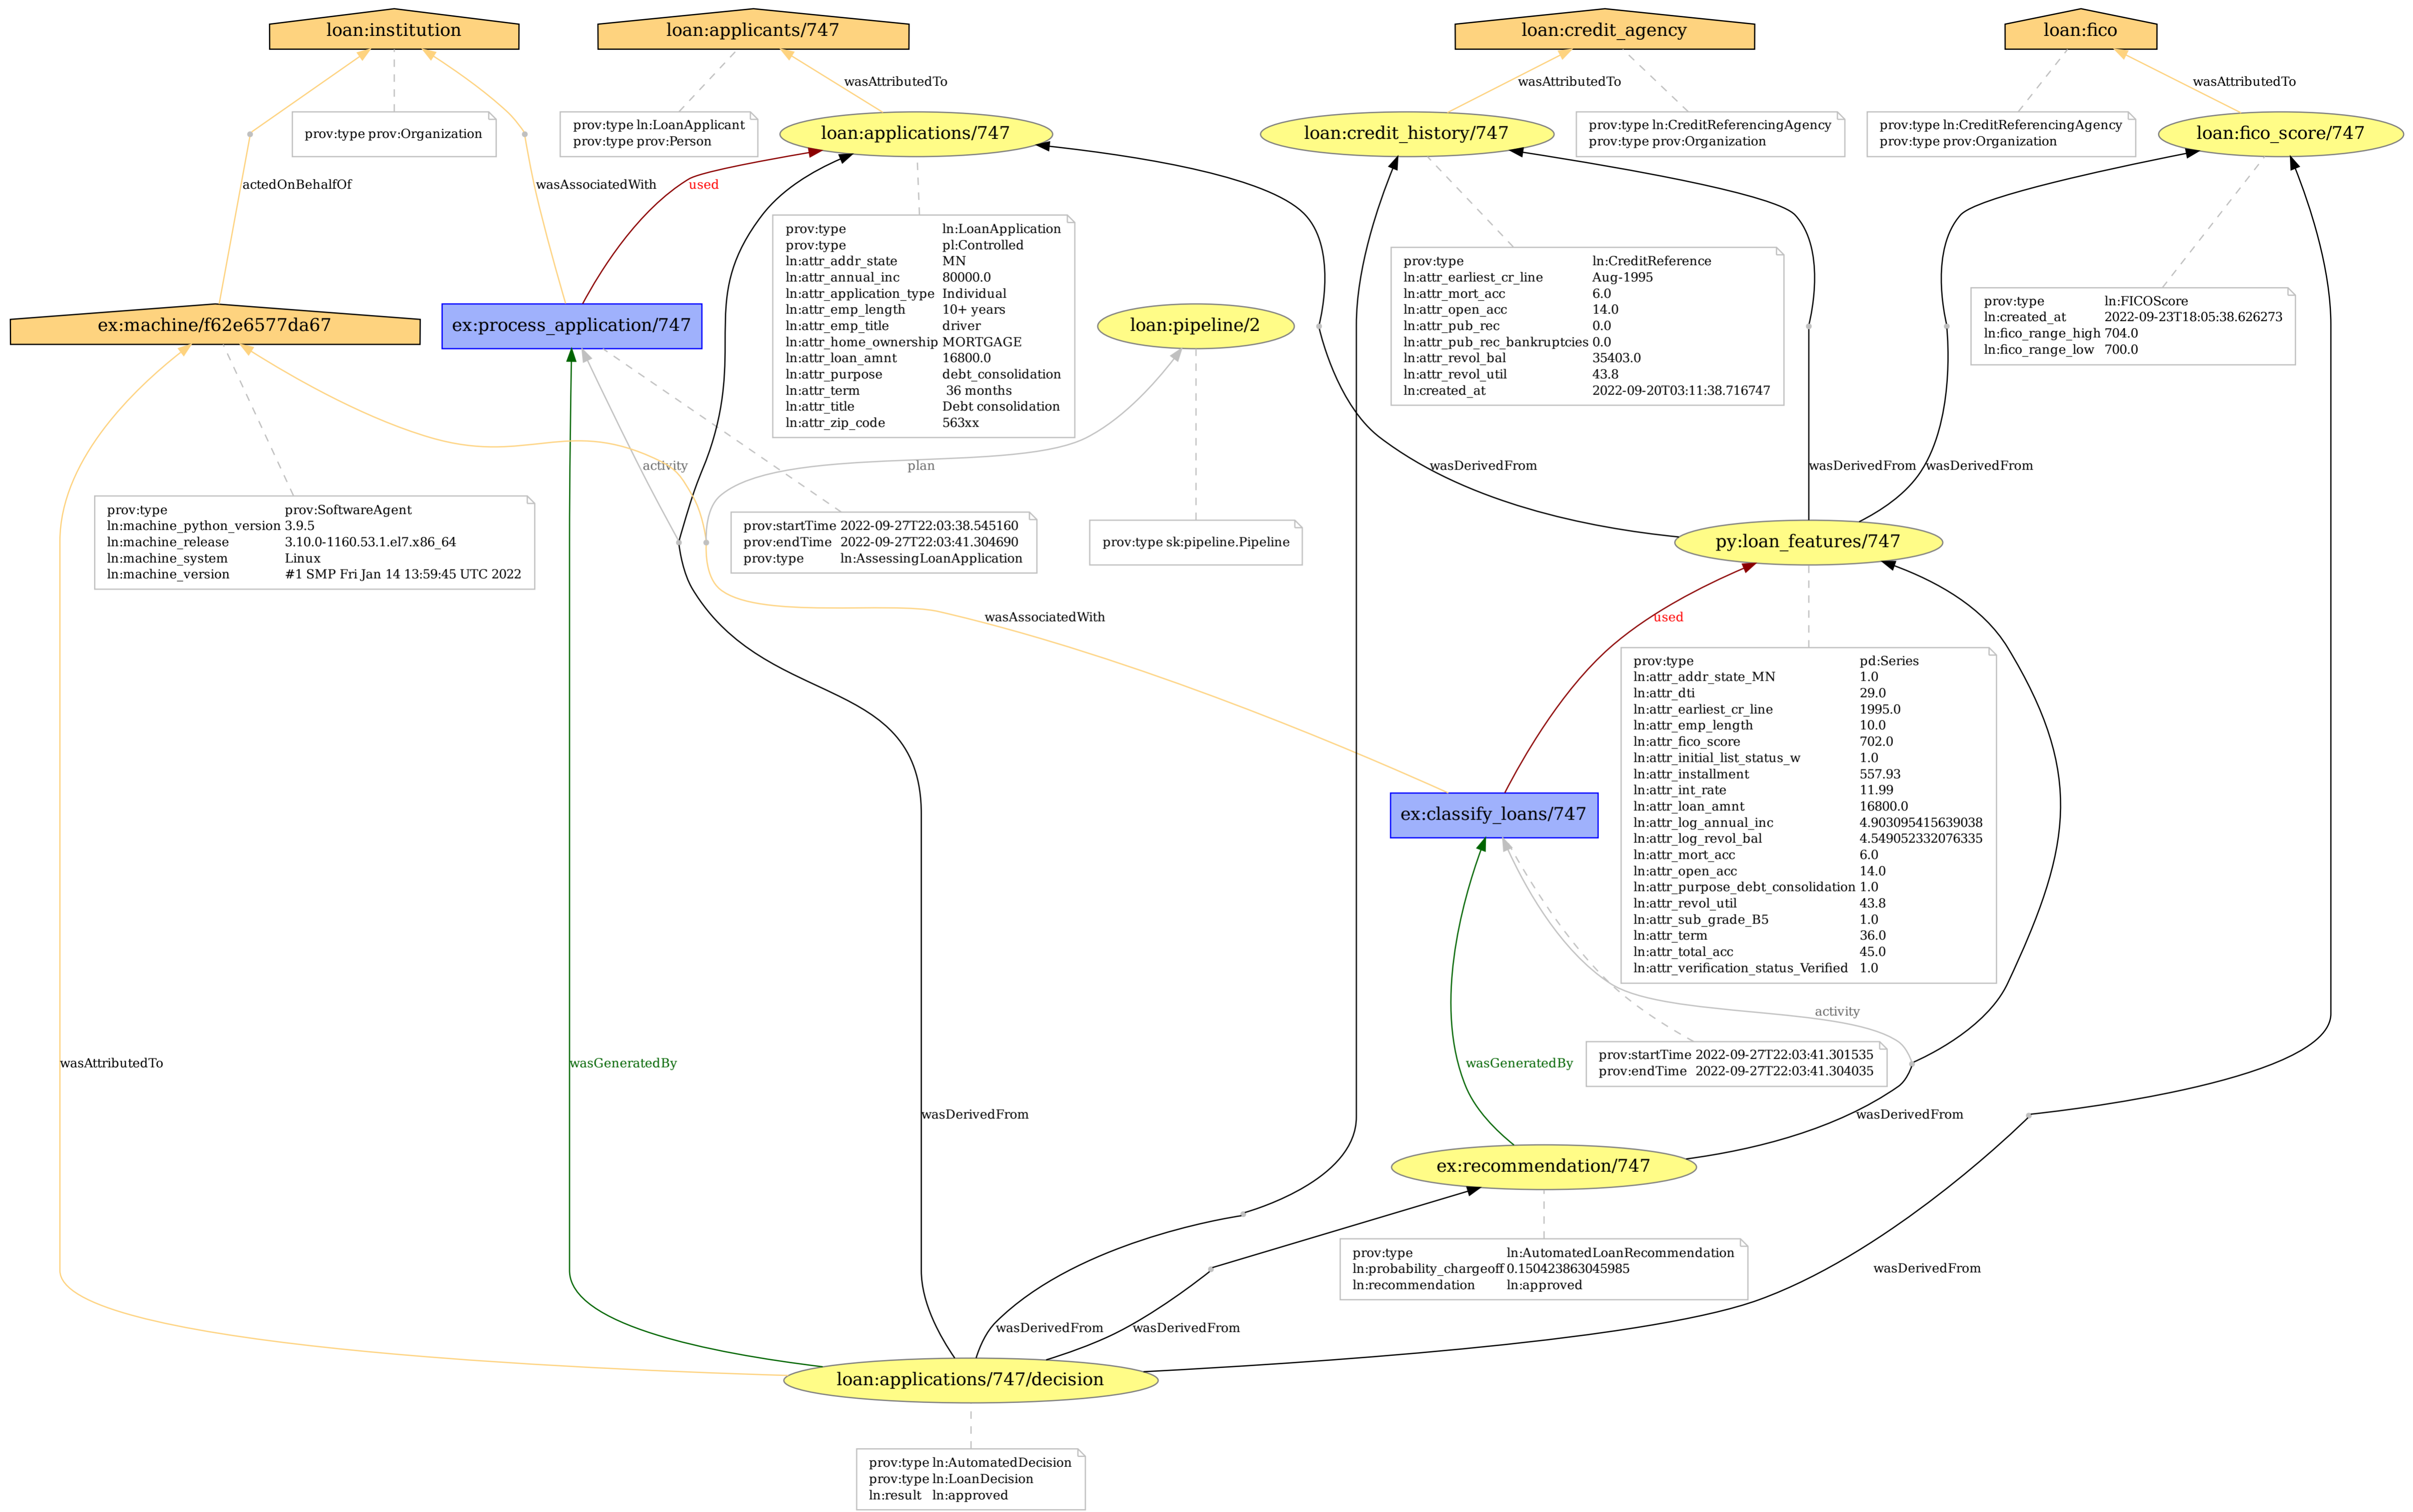 loan:institution
loan:applicants/747
loan:credit_agency
loan:fico
wasAttributedTo
wasAttributedTo
wasAttributedTo
prov:type prov:Organization
prov:type ln:LoanApplicant
prov:type prov:Person
loan:applications/747
loan:credit_history/747
prov:type ln:CreditReferencingAgency
prov:type prov:Organization
prov:type ln:CreditReferencingAgency
prov:type prov:Organization
loan:fico_score/747
actedOnBehalfOf
wasAssociatedWith
used
prov:type ln:LoanApplication
prov:type pl:Controlled
ln:attr_addr_state MN
ln:attr_annual_inc 80000.0
ln:attr_application_type Individual
ln:attr_emp_length 10+ years
ln:attr_emp_title driver
ln:attr_home_ownership MORTGAGE
ln:attr_loan_amnt 16800.0
ln:attr_purpose debt_consolidation
ln:attr_term 36 months
ln:attr_title Debt consolidation
ln:attr_zip_code 563xx
prov:type ln:CreditReference
ln:attr_earliest_cr_line Aug-1995
ln:attr_mort_acc 6.0
ln:attr_open_acc 14.0
ln:attr_pub_rec 0.0
ln:attr_pub_rec_bankruptcies 0.0
ln:attr_revol_bal 35403.0
ln:attr_revol_util 43.8
ln:created_at 2022-09-20T03:11:38.716747
prov:type ln:FICOScore
ln:created_at 2022-09-23T18:05:38.626273
ln:fico_range_high 704.0
ln:fico_range_low 700.0
ex:machine/f62e6577da67
ex:process_application/747
loan:pipeline/2
activity
plan
wasDerivedFrom
wasDerivedFrom
wasDerivedFrom
prov:type prov:SoftwareAgent
ln:machine_python_version 3.9.5
ln:machine_release 3.10.0-1160.53.1.el7.x86_64
ln:machine_system Linux
ln:machine_version #1 SMP Fri Jan 14 13:59:45 UTC 2022
prov:startTime 2022-09-27T22:03:38.545160
prov:endTime 2022-09-27T22:03:41.304690
prov:type ln:AssessingLoanApplication
prov:type sk:pipeline.Pipeline
py:loan_features/747
wasAssociatedWith
used
prov:type pd:Series
ln:attr_addr_state_MN 1.0
ln:attr_dti 29.0
ln:attr_earliest_cr_line 1995.0
ln:attr_emp_length 10.0
ln:attr_fico_score 702.0
ln:attr_initial_list_status_w 1.0
ln:attr_installment 557.93
ln:attr_int_rate 11.99
ln:attr_loan_amnt 16800.0
ln:attr_log_annual_inc 4.903095415639038
ln:attr_log_revol_bal 4.549052332076335
ln:attr_mort_acc 6.0
ln:attr_open_acc 14.0
ln:attr_purpose_debt_consolidation 1.0
ln:attr_revol_util 43.8
ln:attr_sub_grade_B5 1.0
ln:attr_term 36.0
ln:attr_total_acc 45.0
ln:attr_verification_status_Verified 1.0
ex:classify_loans/747
activity
wasAttributedTo
wasGeneratedBy
wasGeneratedBy
prov:startTime 2022-09-27T22:03:41.301535
prov:endTime 2022-09-27T22:03:41.304035
wasDerivedFrom
wasDerivedFrom
ex:recommendation/747
prov:type ln:AutomatedLoanRecommendation
ln:probability_chargeoff 0.150423863045985
ln:recommendation ln:approved
wasDerivedFrom
wasDerivedFrom
wasDerivedFrom
loan:applications/747/decision
prov:type ln:AutomatedDecision
prov:type ln:LoanDecision
ln:result ln:approved